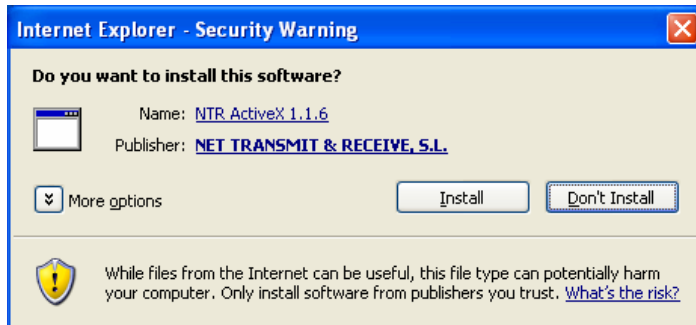 Internet Explorer - Security Warning
Do you want to install this software?
Name: NTR ActiveX 1.1.6
Publisher: NET TRANSMIT & RECEIVE, S.L.
More options Install Don't Install
While files from the Internet can be useful, this file type can potentially harm
your computer. Only install software from publishers you trust. What's the risk?